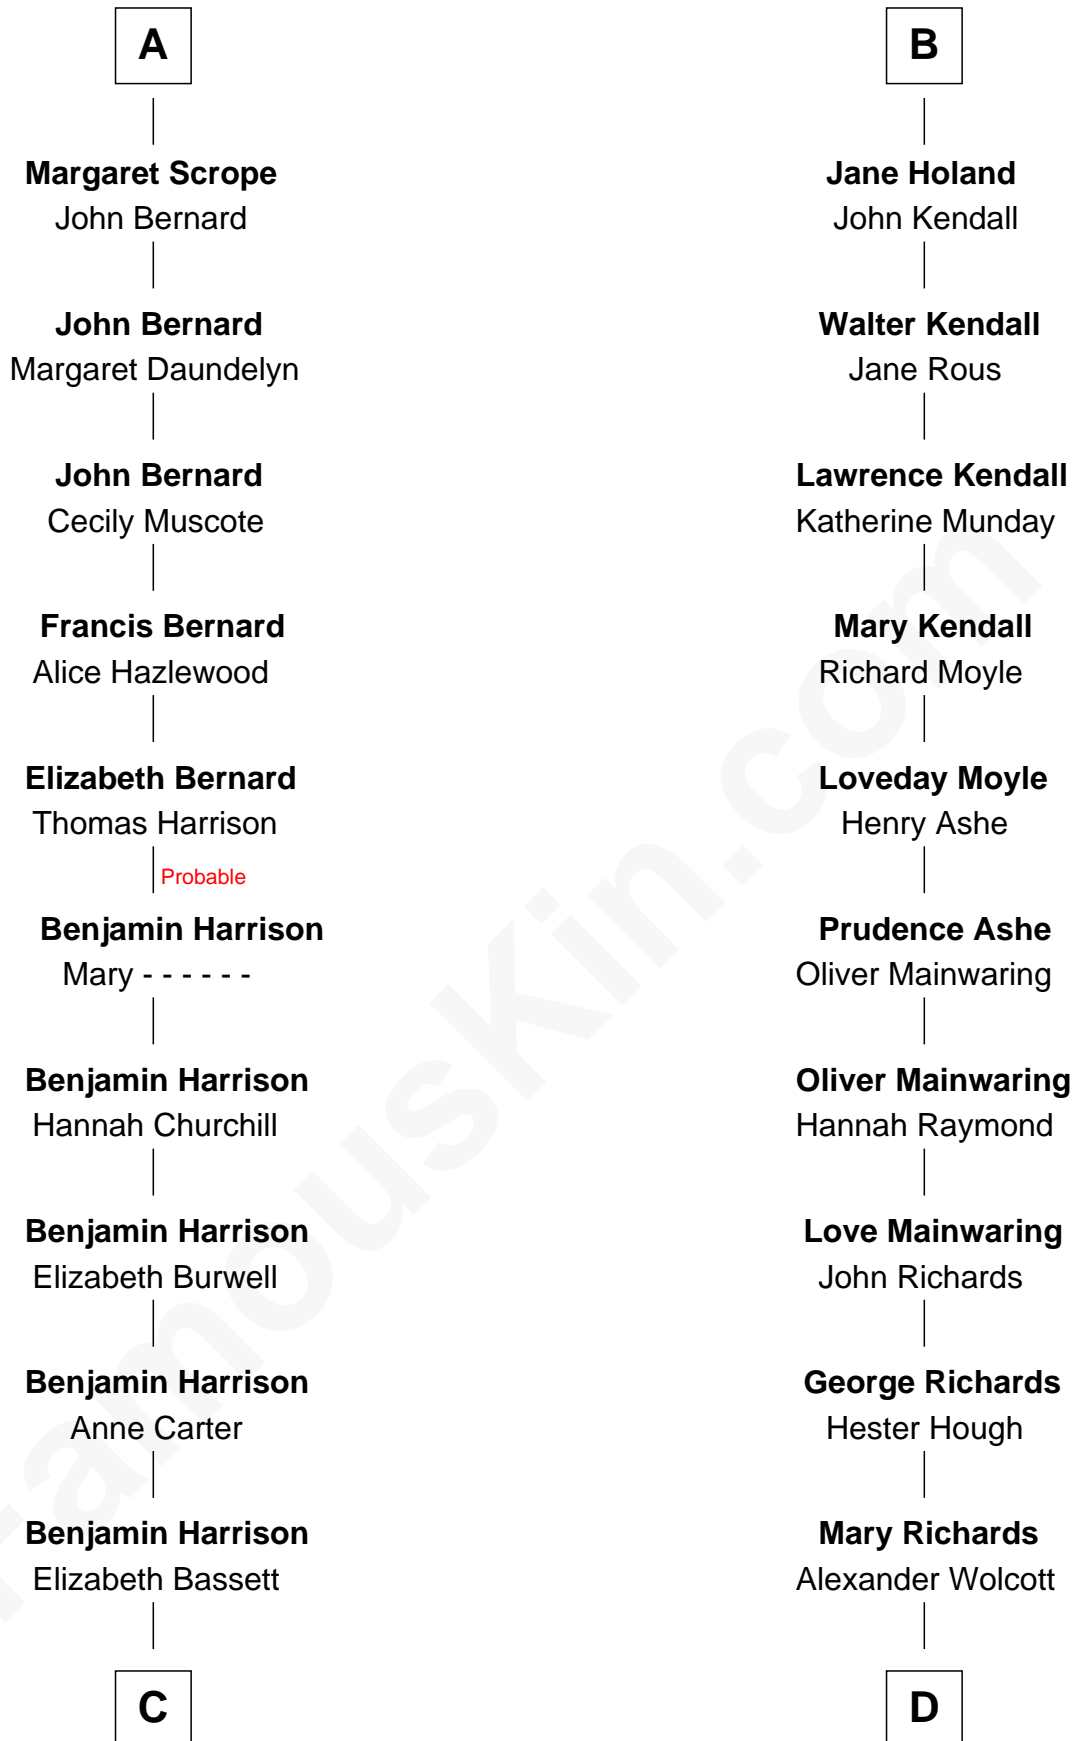 A
B
Margaret Scrope
John Bernard
Jane Holand
John Kendall
John Bernard
Margaret Daundelyn
Walter Kendall
Jane Rous
John Bernard
Cecily Muscote
Lawrence Kendall
Katherine Munday
Francis Bernard
Alice Hazlewood
Mary Kendall
Richard Moyle
Elizabeth Bernard
Thomas Harrison
Loveday Moyle
Henry Ashe
Probable
Benjamin Harrison
Mary - - - - - -
Prudence Ashe
Oliver Mainwaring
Benjamin Harrison
Hannah Churchill
Oliver Mainwaring
Hannah Raymond
Benjamin Harrison
Elizabeth Burwell
Love Mainwaring
John Richards
Benjamin Harrison
Anne Carter
George Richards
Hester Hough
Benjamin Harrison
Elizabeth Bassett
Mary Richards
Alexander Wolcott
C
D
FamousKin.com